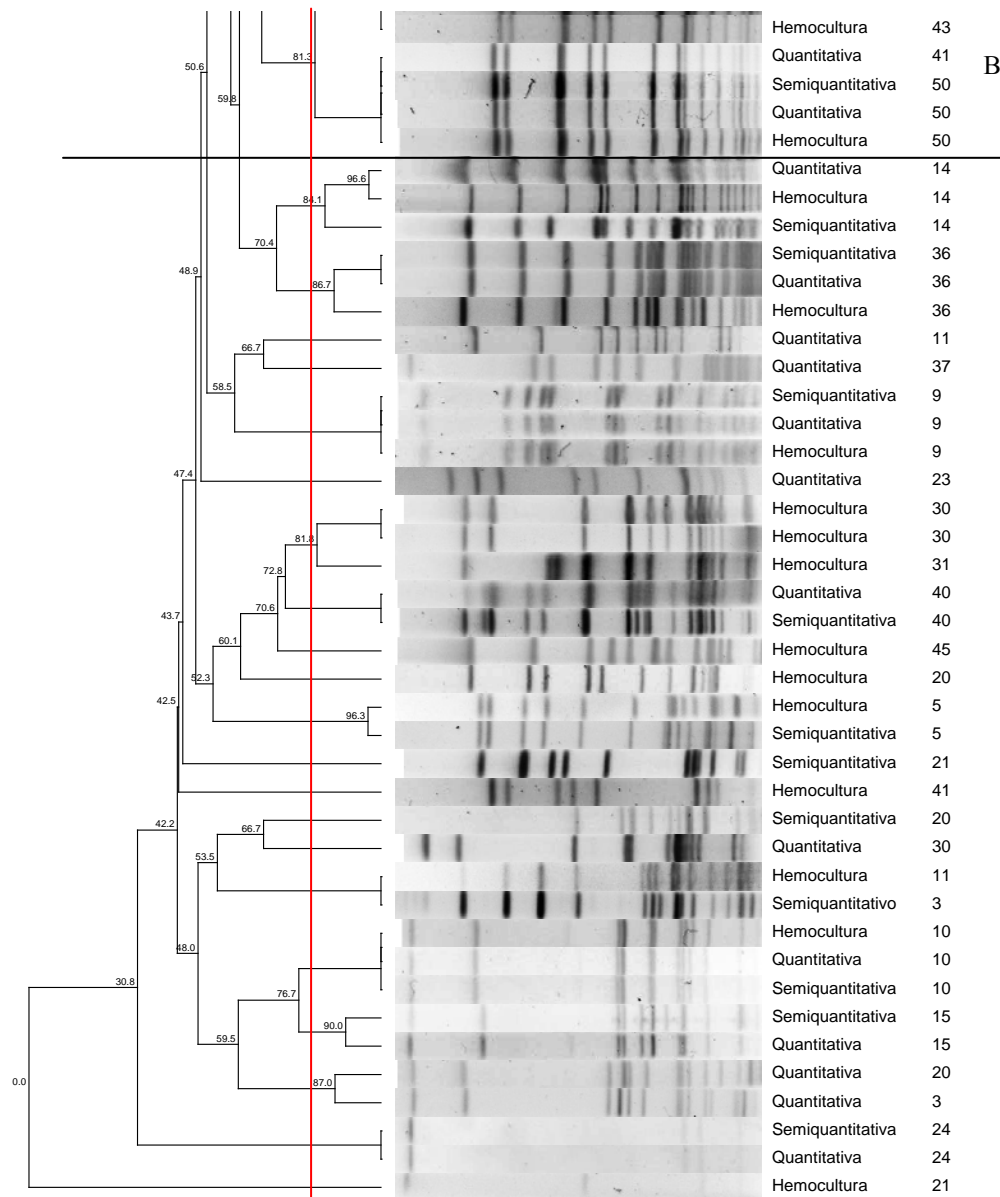 Hemocultura 43
Quantitativa 41
B
Semiquantitativa 50
Quantitativa 50
Hemocultura 50
Quantitativa 14
Hemocultura 14
Semiquantitativa 14
Semiquantitativa 36
Quantitativa 36
Hemocultura 36
Quantitativa 11
Quantitativa 37
Semiquantitativa 9
Quantitativa 9
Hemocultura 9
Quantitativa 23
Hemocultura 30
Hemocultura 30
Hemocultura 31
Quantitativa 40
Semiquantitativa 40
Hemocultura 45
Hemocultura 20
Hemocultura 5
Semiquantitativa 5
Semiquantitativa 21
Hemocultura 41
Semiquantitativa 20
Quantitativa 30
Hemocultura 11
Semiquantitativo 3
Hemocultura 10
Quantitativa 10
Semiquantitativa 10
Semiquantitativa 15
Quantitativa 15
Quantitativa 20
Quantitativa 3
Semiquantitativa 24
Quantitativa 24
Hemocultura 21
81.3
50.6
59.8
96.6
84.1
70.4
48.9
86.7
66.7
58.5
47.4
81.8
72.8
70.6
43.7
60.1
52.3
42.5
96.3
42.2
66.7
53.5
48.0
30.8
76.7
90.0
59.5
87.0
0.0